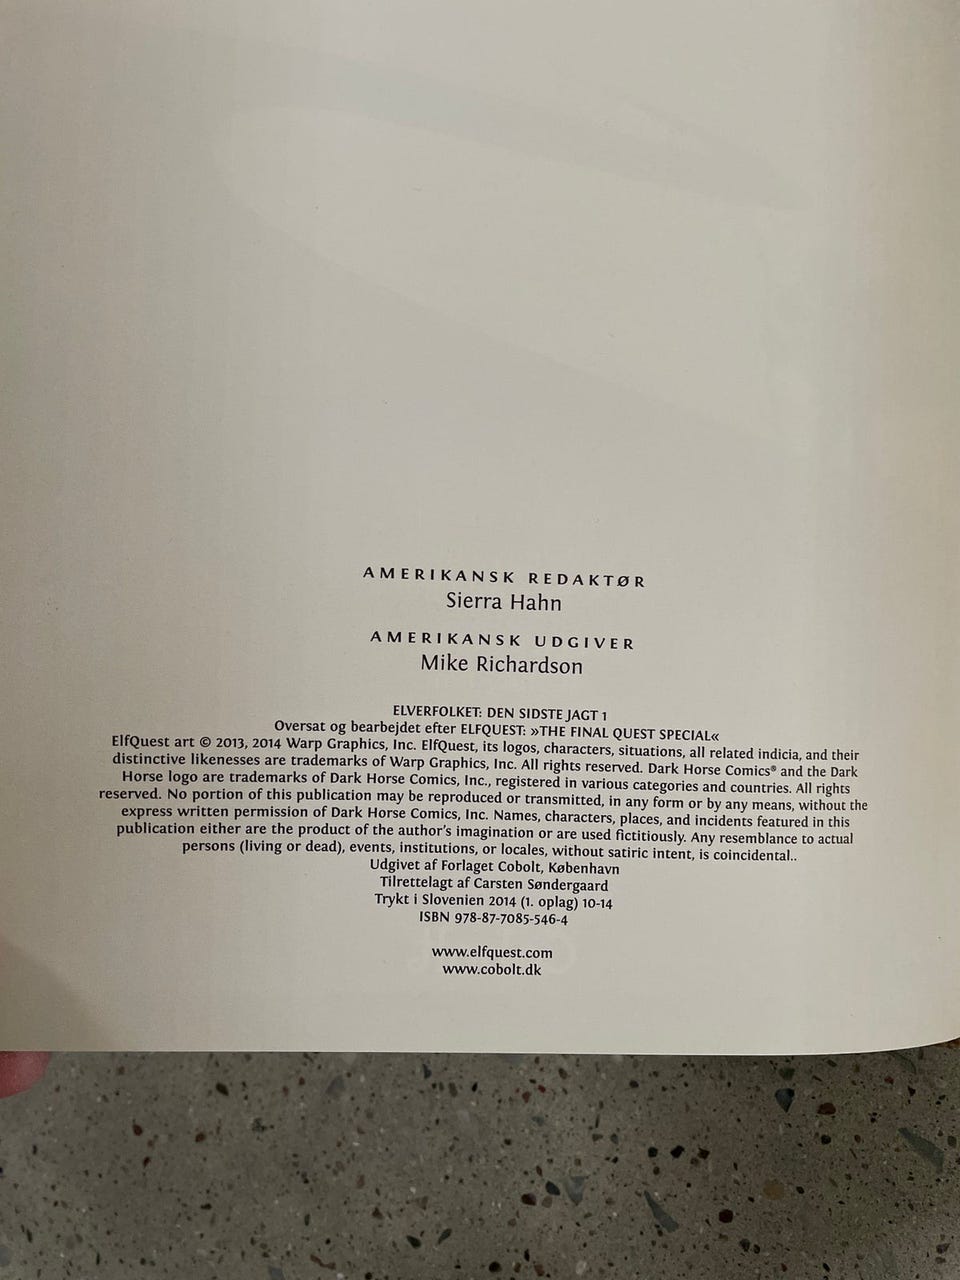 AMERIKANSK REDAKTØR
Sierra Hahn
AMERIKANSK UDGIVER
Mike Richardson
ELVERFOLKET: DEN SIDSTE JAGT 1
Oversat og bearbejdet efter ELFQUEST: »THE FINAL QUEST SPECIAL«
ElfQuest art © 2013, 2014 Warp Graphics, Inc. ElfQuest, its logos, characters, situations, all related indicia, and their
distinctive likenesses are trademarks of Warp Graphics, Inc. All rights reserved. Dark Horse Comics® and the Dark
Horse logo are trademarks of Dark Horse Comics, Inc., registered in various categories and countries. All rights
reserved. No portion of this publication may be reproduced or transmitted, in any form or by any means, without the
express written permission of Dark Horse Comics, Inc. Names, characters, places, and incidents featured in this
publication either are the product of the author's imagination or are used fictitiously. Any resemblance to actual
persons (living or dead), events, institutions, or locales, without satiric intent, is coincidental..
Udgivet af Forlaget Cobolt, København
Tilrettelagt af Carsten Søndergaard
Trykt i Slovenien 2014 (1. oplag) 10-14
ISBN 978-87-7085-546-4
www.elfquest.com
www.cobolt.dk